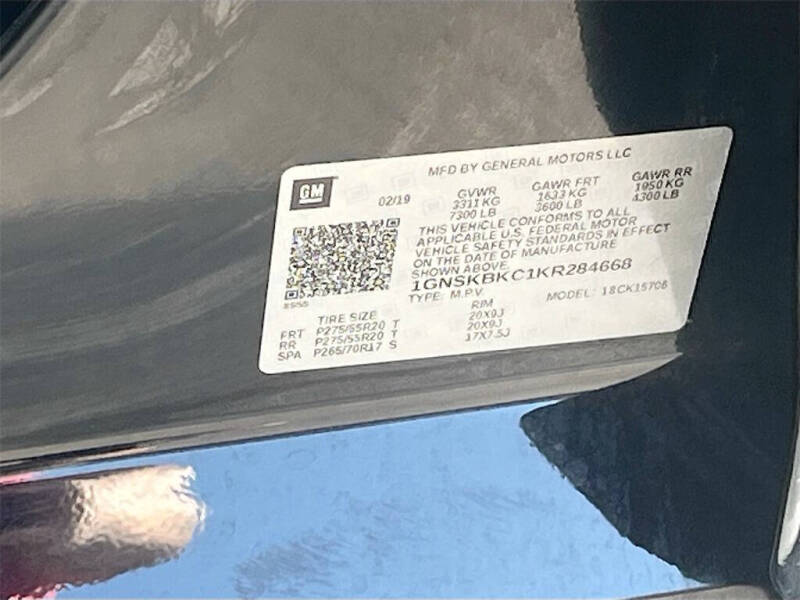 MFD BY GENERAL MOTORS LLC
GM
02/19
GVWR GAWR FRT GAWR RR
3311 KG 1633 KG 1950 KG
7300 LB 3600 LB 4300 LB
THIS VEHICLE CONFORMS TO ALL
APPLICABLE U.S. FEDERAL MOTOR
VEHICLE SAFETY STANDARDS IN EFFECT
ON THE DATE OF MANUFACTURE
SHOWN ABOVE.
1GNSKBKC1KR284668
TYPE: M.P.V. MODEL: 18CK15706
TIRE SIZE RIM
FRT P275/55R20 T 20X9J
RR P275/55R20 T 20X9J
SPA P265/70R17 S 17X7.5J